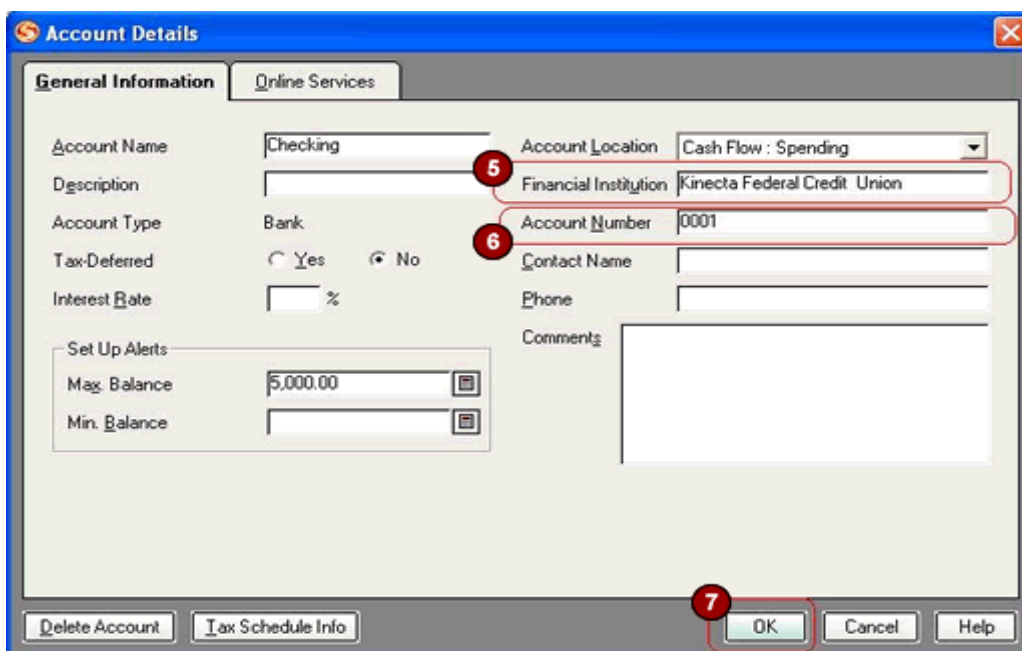 Account Details
General Information
Online Services
Account Name Checking Account Location Cash Flow : Spending
5
Description Financial Institution Kinecta Federal Credit Union
Account Type Bank Account Number 0001
6
Tax-Deferred Yes No Contact Name
Interest Rate % Phone
Set Up Alerts Comments
Max. Balance 5,000.00
Min. Balance
7
Delete Account Tax Schedule Info OK Cancel Help